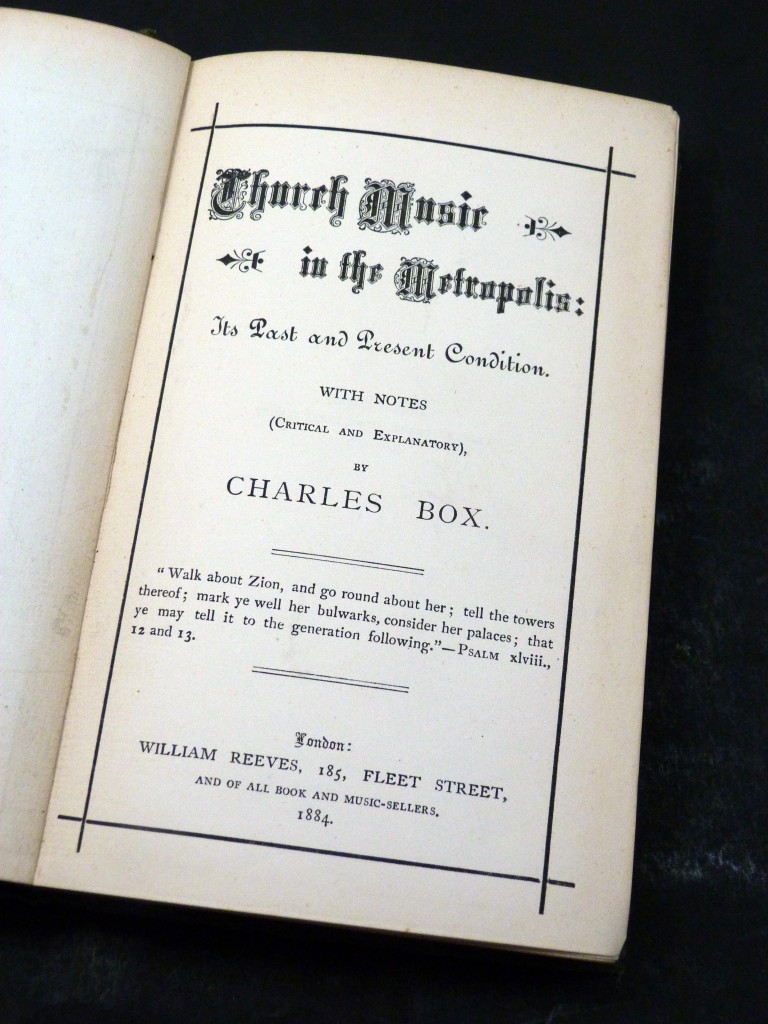 Church Music
in the Metropolis:
Its Past and Present Condition.
WITH NOTES
(Critical and Explanatory),
BY
CHARLES BOX.
“Walk about Zion, and go round about her; tell the towers
thereof; mark ye well her bulwarks, consider her palaces; that
ye may tell it to the generation following.”—Psalm xlviii.,
12 and 13.
London:
WILLIAM REEVES, 185, FLEET STREET,
AND OF ALL BOOK AND MUSIC-SELLERS.
1884.